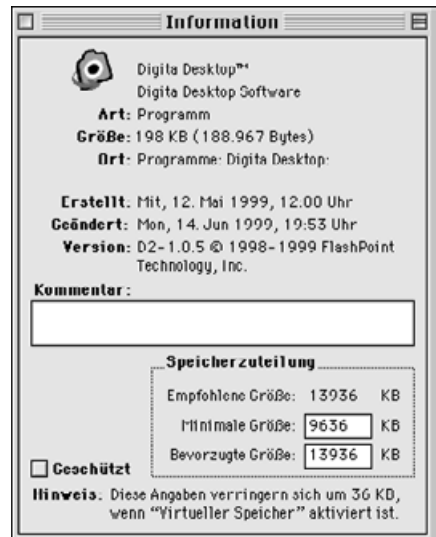 Information
Digita Desktop™
Digita Desktop Software
Art: Programm
Größe: 198 KB (188.967 Bytes)
Ort: Programme: Digita Desktop:
Erstellt: Mit, 12. Mai 1999, 12.00 Uhr
Geändert: Mon, 14. Jun 1999, 19:53 Uhr
Version: D2-1.0.5 © 1998-1999 FlashPoint
Technology, Inc.
Kommentar:
Speicherzuteilung
Empfohlene Größe: 13936 KB
Minimale Größe: 9636 KB
Bevorzugte Größe: 13936 KB
Geschützt
Hinweis: Diese Angaben verringern sich um 36 KB,
wenn “Virtueller Speicher” aktiviert ist.